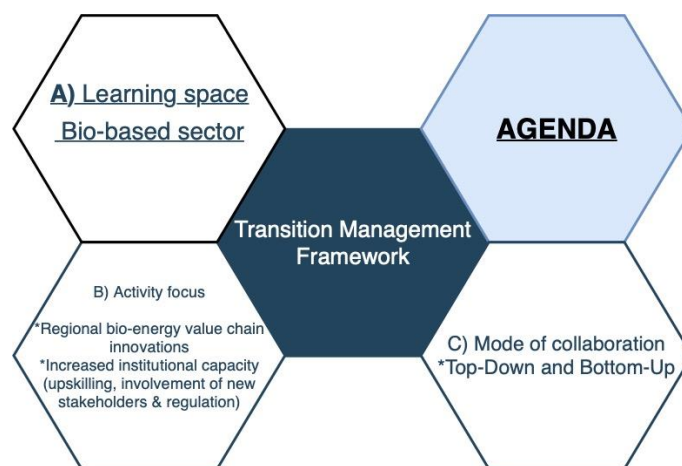 A) Learning space
Bio-based sector
AGENDA
Transition Management
Framework
B) Activity focus
*Regional bio-energy value chain
innovations
*Increased institutional capacity
(upskilling, involvement of new
stakeholders & regulation)
C) Mode of collaboration
*Top-Down and Bottom-Up